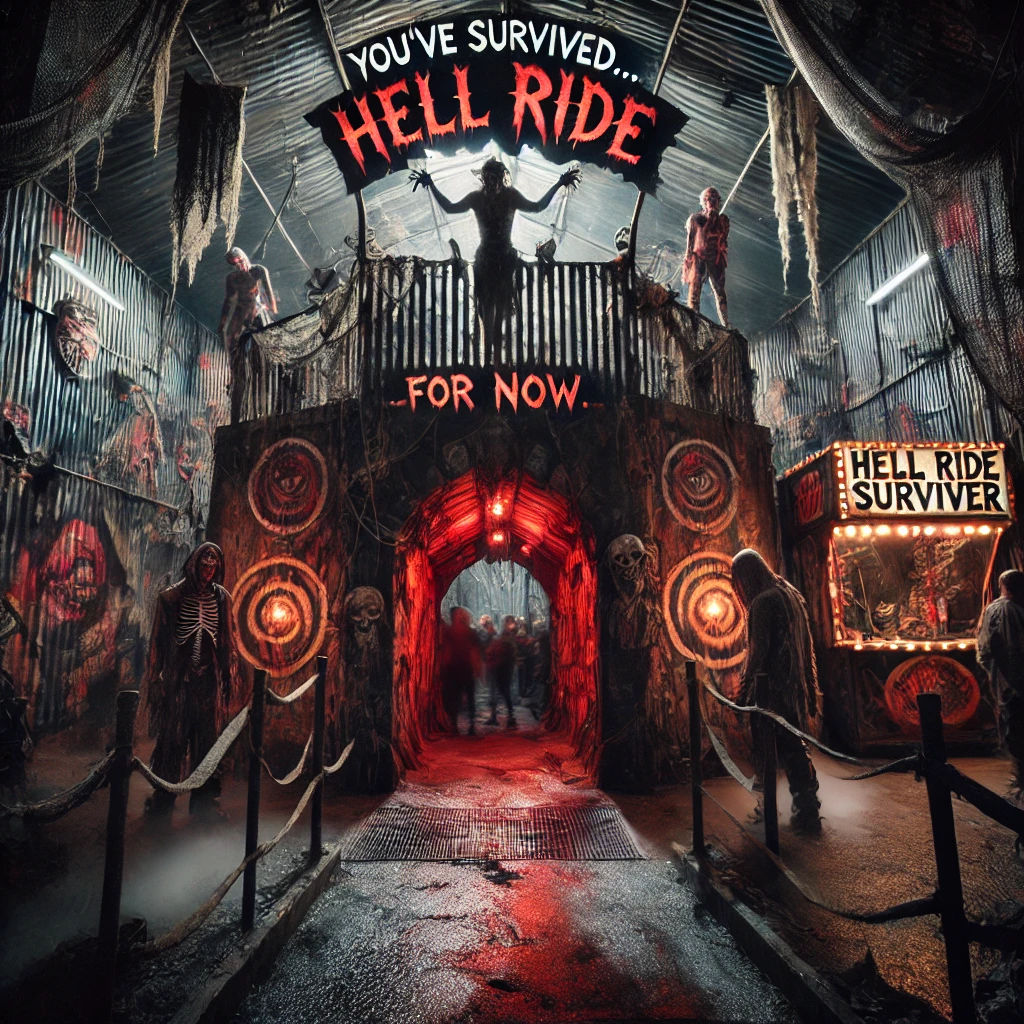 YOU'VE SURVIVED...
HELL RIDE
..FOR NOW..
HELL RIDE
SURVIVER